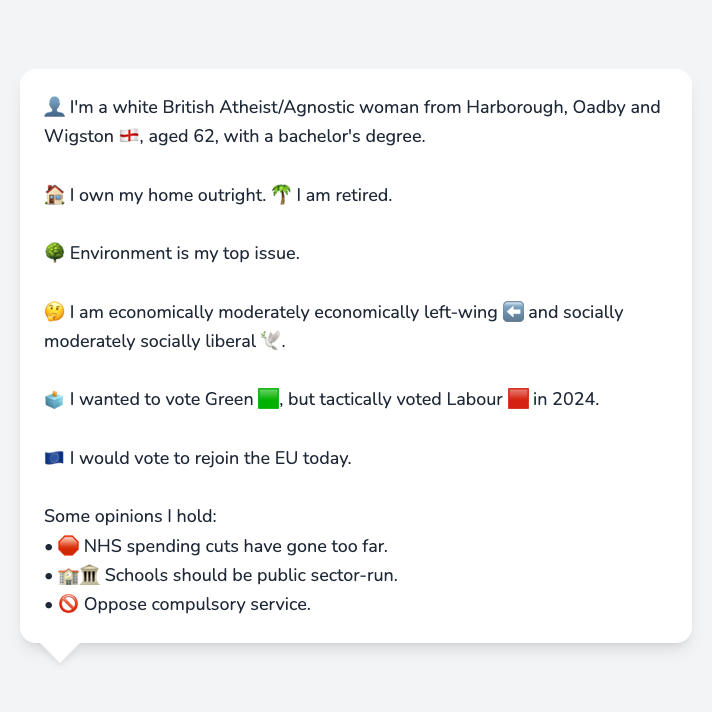 👤 I'm a white British Atheist/Agnostic woman from Harborough, Oadby and
Wigston 🏴󠁧󠁢󠁥󠁮󠁧󠁿, aged 62, with a bachelor's degree.
🏠 I own my home outright. 🌴 I am retired.
🌳 Environment is my top issue.
🤔 I am economically moderately economically left-wing ⬅️ and socially
moderately socially liberal 🕊️.
🗳️ I wanted to vote Green 🟩, but tactically voted Labour 🟥 in 2024.
🇪🇺 I would vote to rejoin the EU today.
Some opinions I hold:
• 🛑 NHS spending cuts have gone too far.
• 🏫🏛️ Schools should be public sector-run.
• 🚫 Oppose compulsory service.